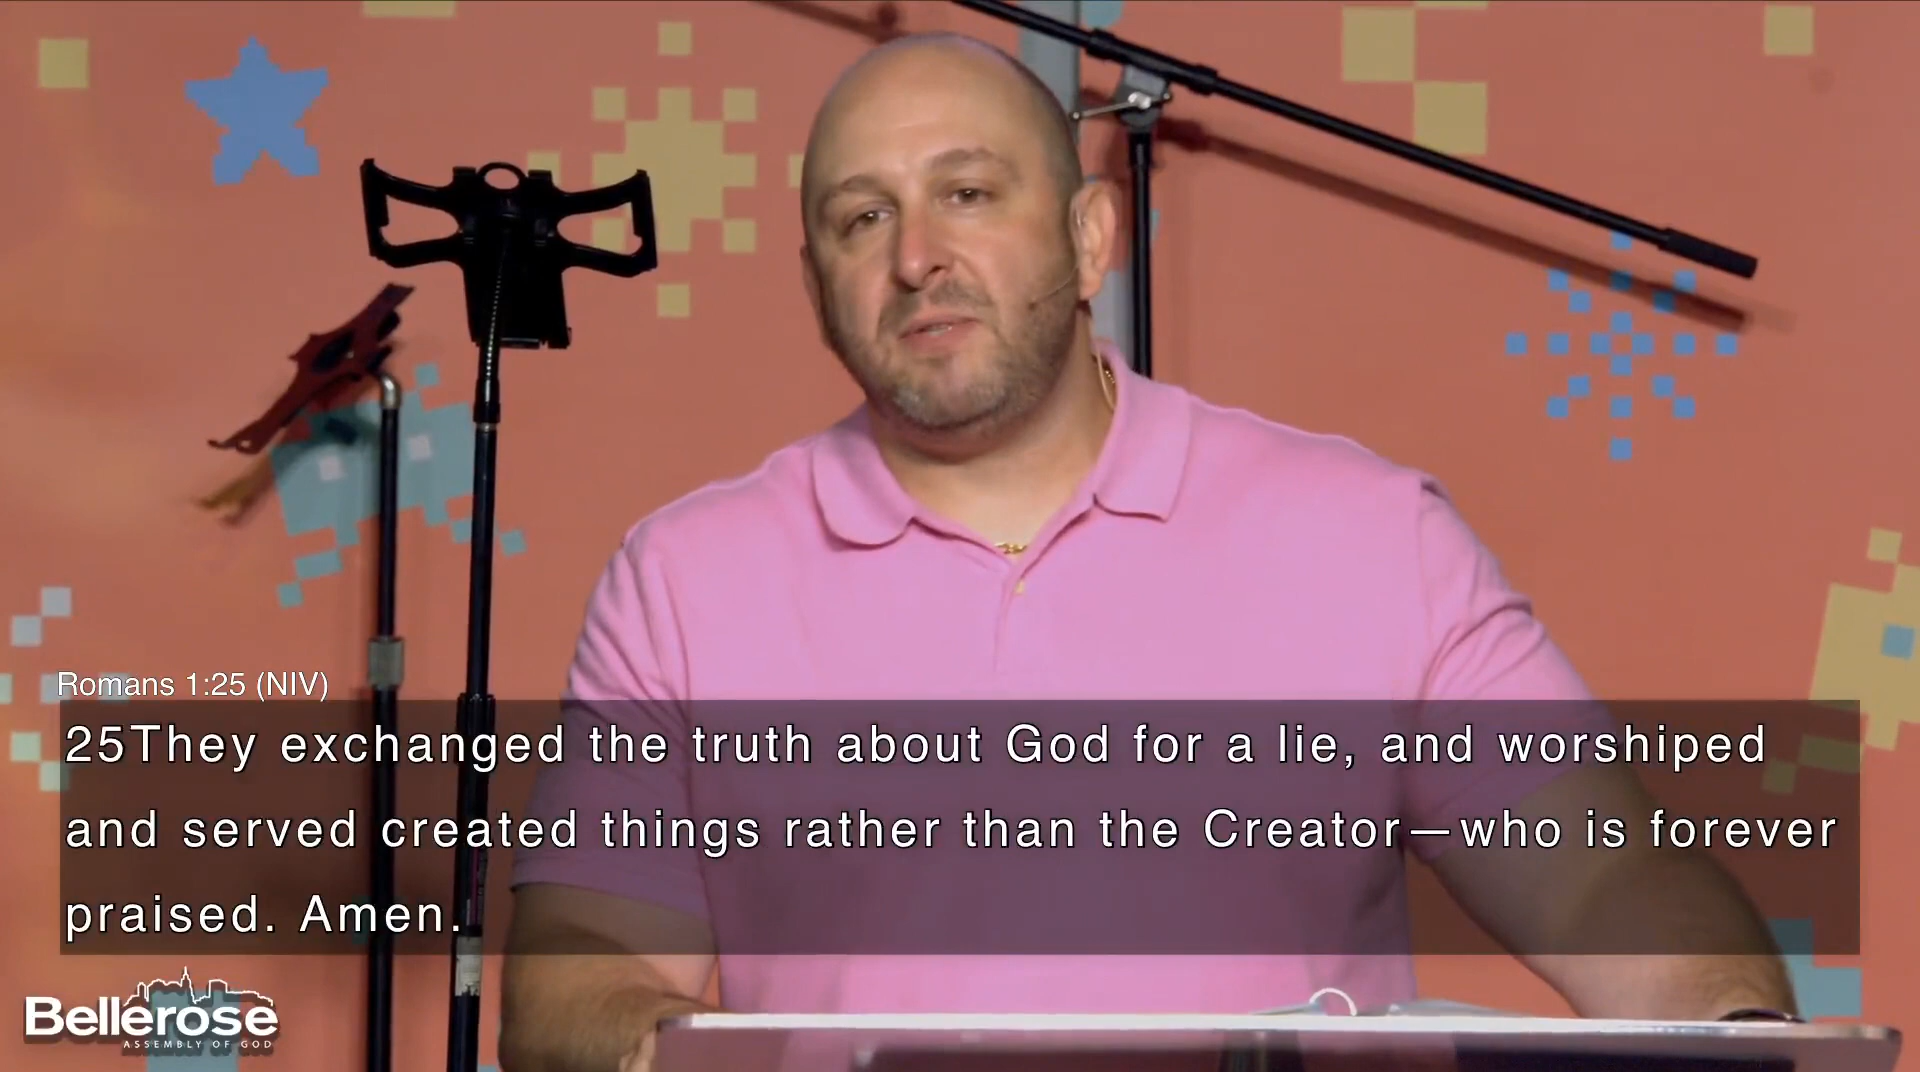 Romans 1:25 (NIV)
25They exchanged the truth about God for a lie, and worshiped
and served created things rather than the Creator—who is forever
praised. Amen.
Bellerose
ASSEMBLY OF GOD